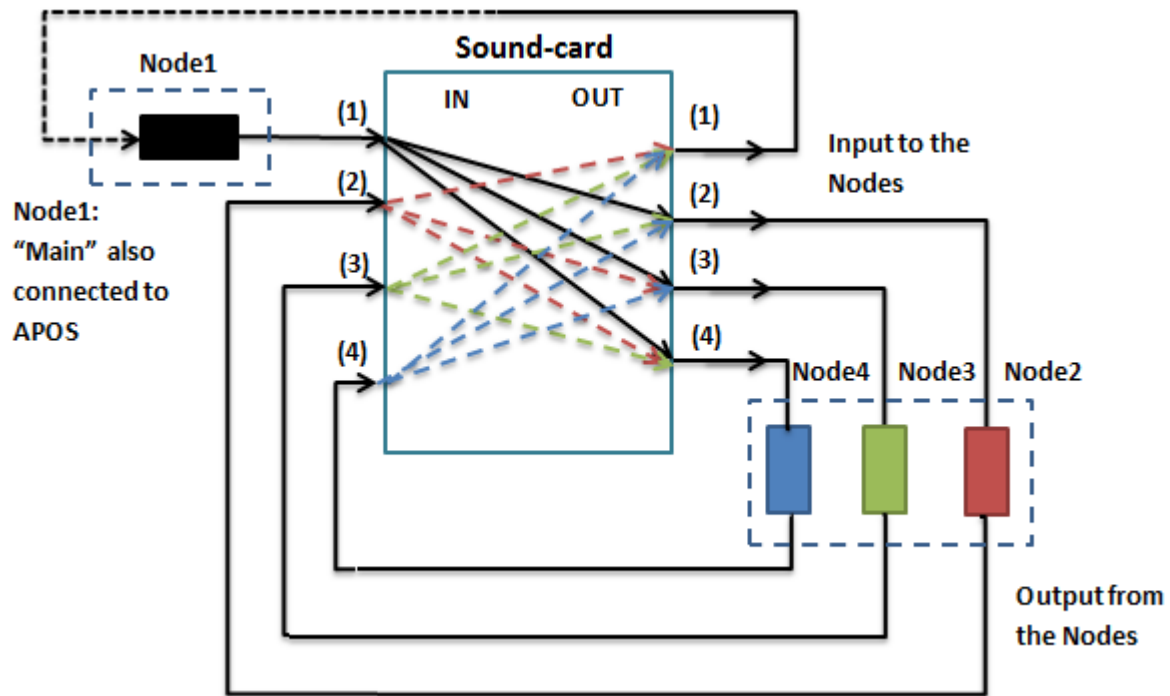 Sound-card
Node1
IN
OUT
(1)
(2)
(3)
(4)
(1)
(2)
(3)
(4)
Input to the
Nodes
Node1:
“Main” also
connected to
APOS
Node4
Node3
Node2
Output from
the Nodes